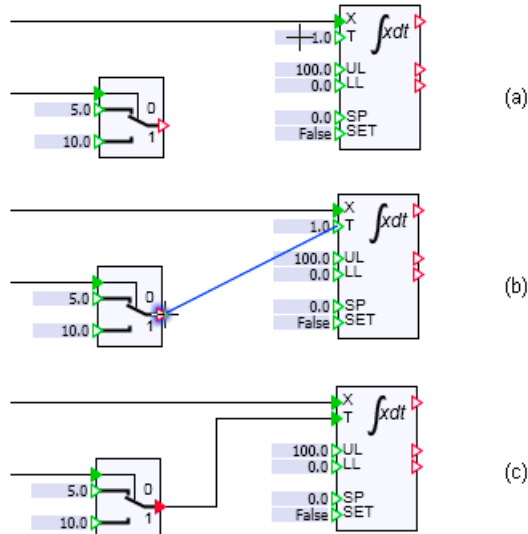 X
1.0 T ∫xdt
100.0 UL
0.0 LL
0.0 SP
False SET
(a)
0
5.0
10.0 1
X
1.0 T ∫xdt
100.0 UL
0.0 LL
0.0 SP
False SET
(b)
0
5.0
10.0 1
X
T ∫xdt
100.0 UL
0.0 LL
0.0 SP
False SET
(c)
0
5.0
10.0 1